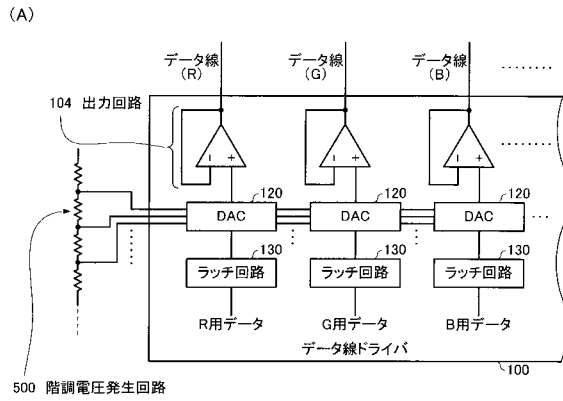 (A)
データ線
(R)
データ線
(G)
データ線
(B)
104 出力回路
- +
- +
- +
120
120
120
DAC
DAC
DAC
130
130
130
ラッチ回路
ラッチ回路
ラッチ回路
R用データ
G用データ
B用データ
データ線ドライバ
100
500 階調電圧発生回路